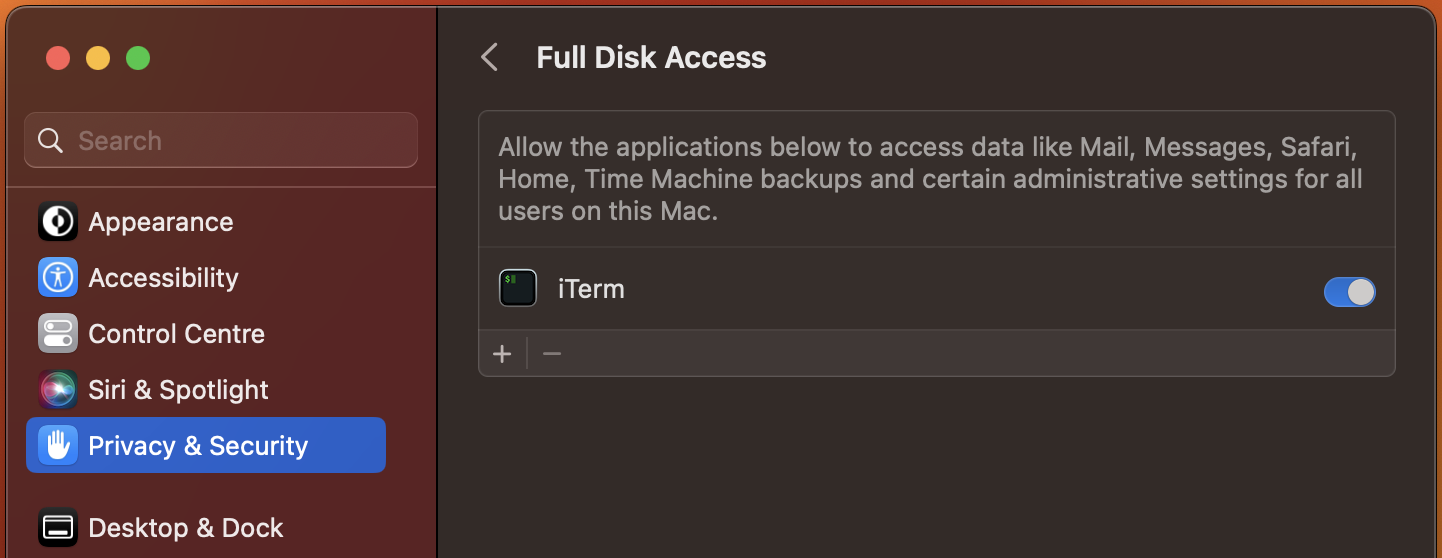 Search
Appearance
Accessibility
Control Centre
Siri & Spotlight
Privacy & Security
Desktop & Dock
Full Disk Access
Allow the applications below to access data like Mail, Messages, Safari,
Home, Time Machine backups and certain administrative settings for all
users on this Mac.
$
iTerm